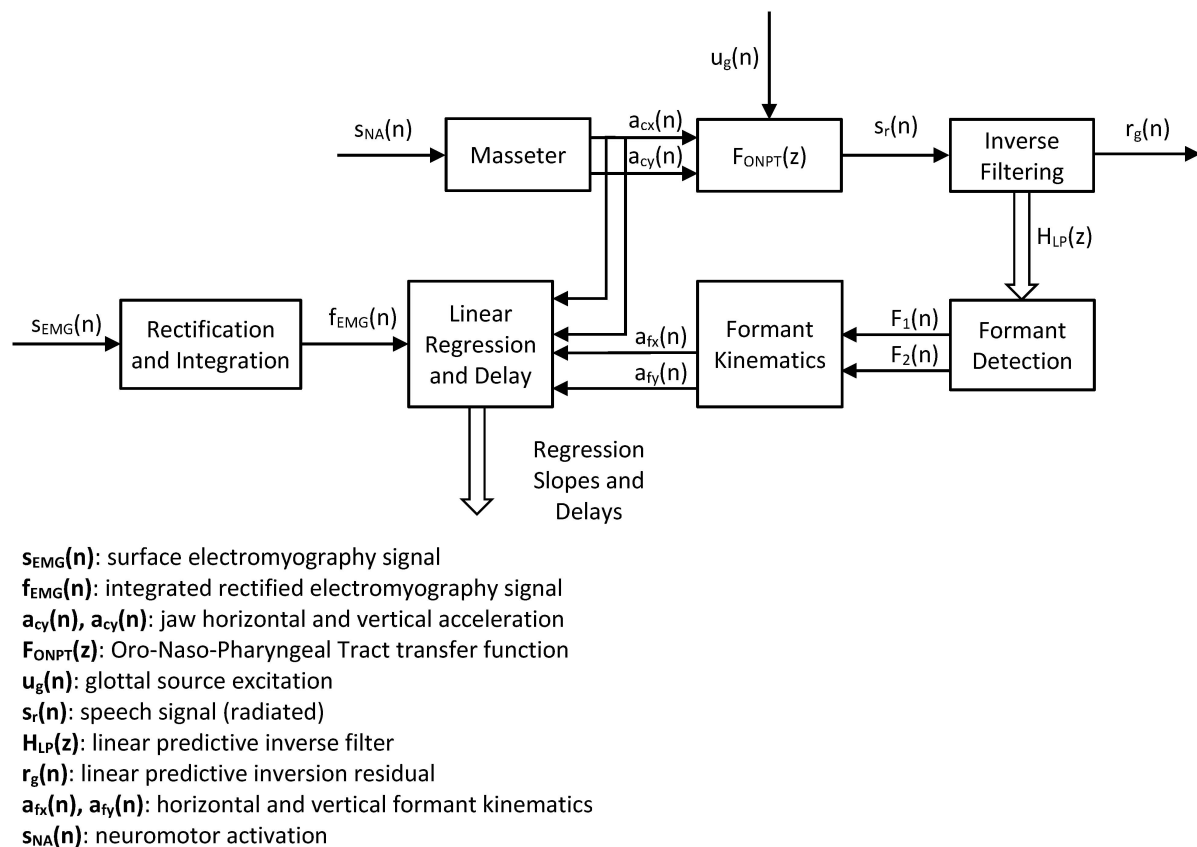 u_g(n)
s_NA(n)
Masseter
a_cx(n)
a_cy(n)
F_ONPT(z)
s_r(n)
Inverse
Filtering
r_g(n)
H_LP(z)
s_EMG(n)
Rectification
and Integration
f_EMG(n)
Linear
Regression
and Delay
a_fx(n)
a_fy(n)
Formant
Kinematics
F_1(n)
F_2(n)
Formant
Detection
Regression
Slopes and
Delays
s_EMG(n): surface electromyography signal
f_EMG(n): integrated rectified electromyography signal
a_cy(n), a_cy(n): jaw horizontal and vertical acceleration
F_ONPT(z): Oro-Naso-Pharyngeal Tract transfer function
u_g(n): glottal source excitation
s_r(n): speech signal (radiated)
H_LP(z): linear predictive inverse filter
r_g(n): linear predictive inversion residual
a_fx(n), a_fy(n): horizontal and vertical formant kinematics
s_NA(n): neuromotor activation